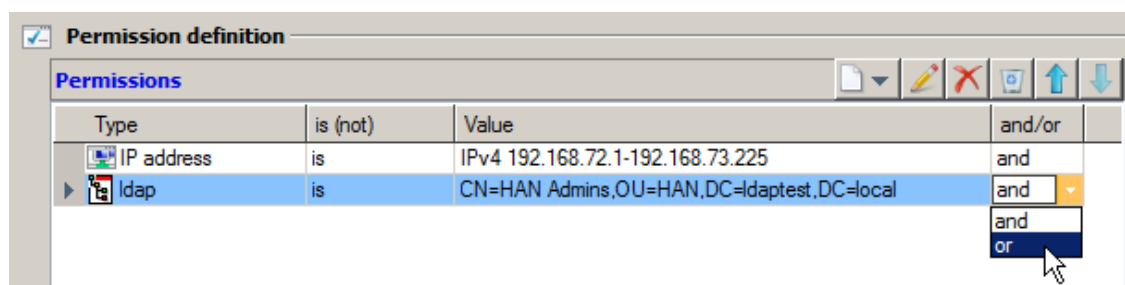 Permission definition
Permissions
Type is (not) Value and/or
IP address is IPv4 192.168.72.1-192.168.73.225 and
ldap is CN=HAN Admins,OU=HAN,DC=ldaptest,DC=local and
and
or